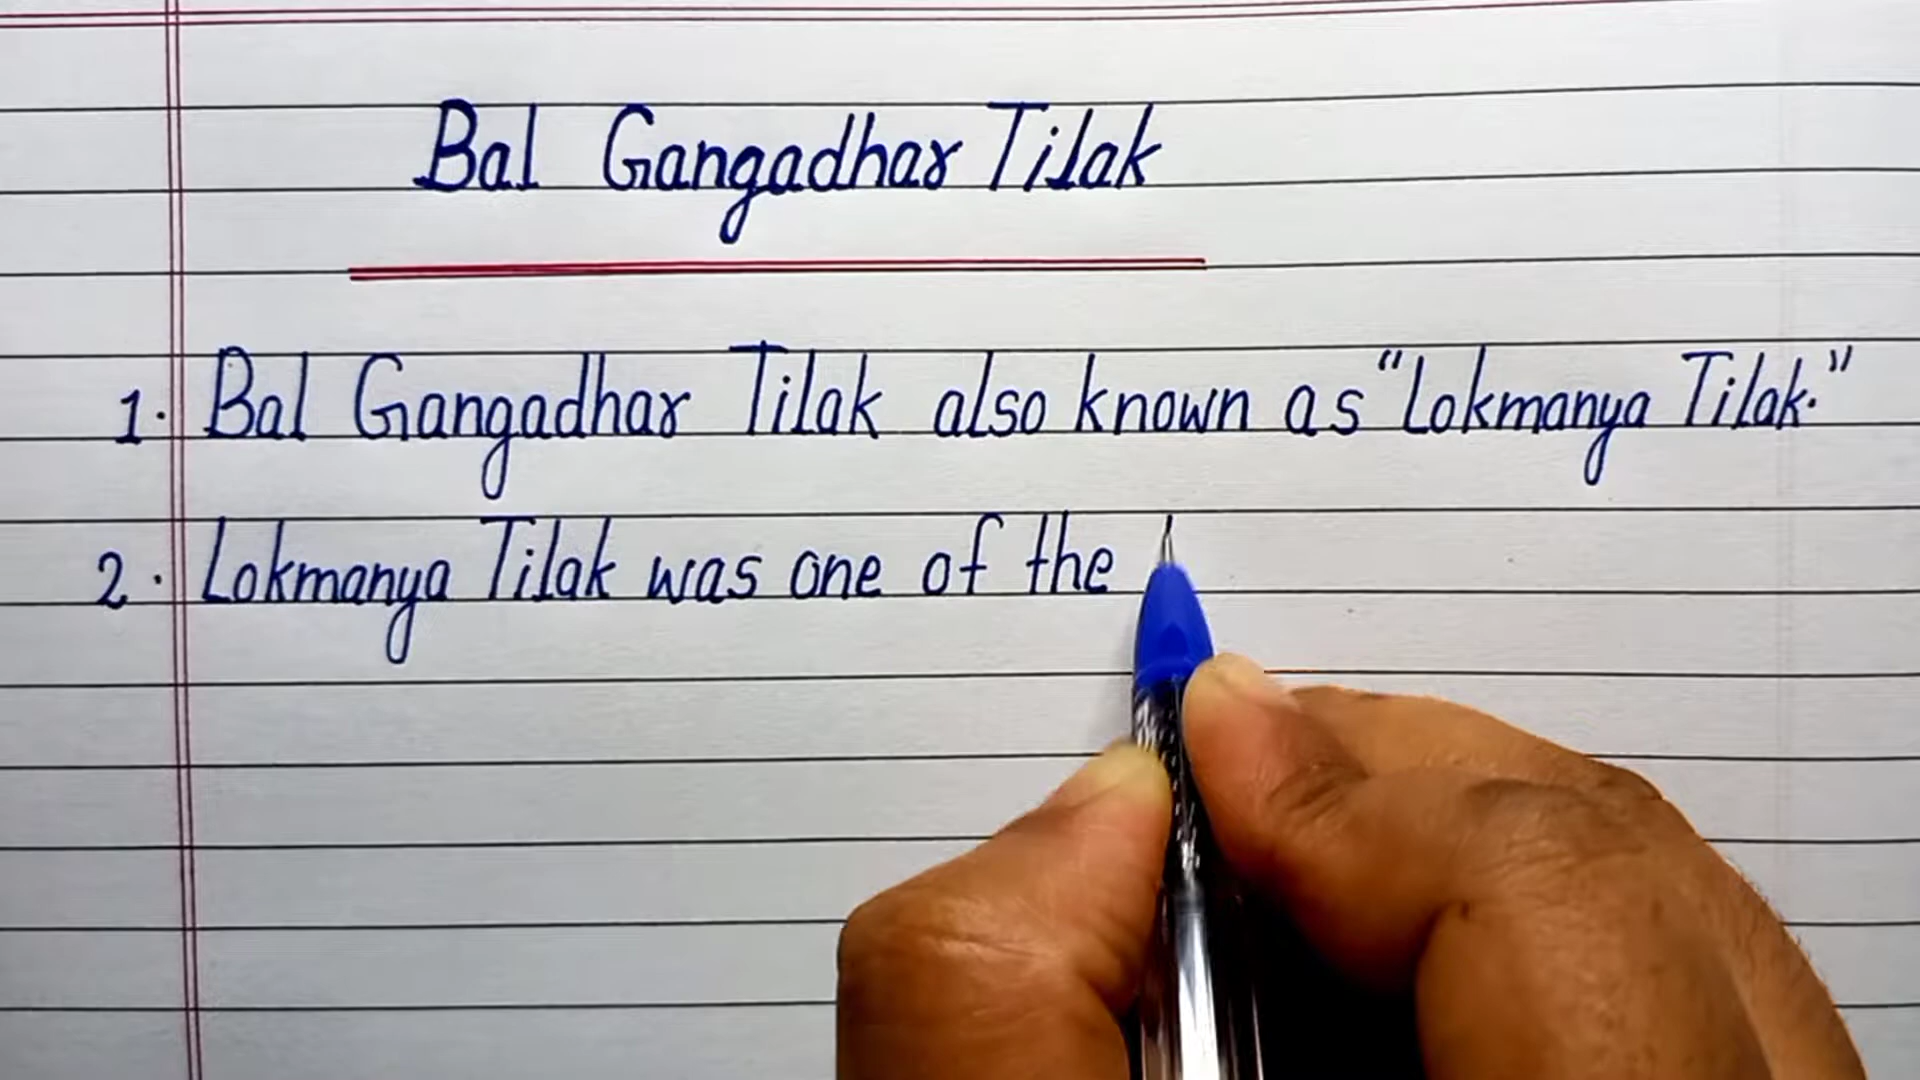 Bal Gangadhar Tilak
1. Bal Gangadhar Tilak also known as "Lokmanya Tilak."
2. Lokmanya Tilak was one of the